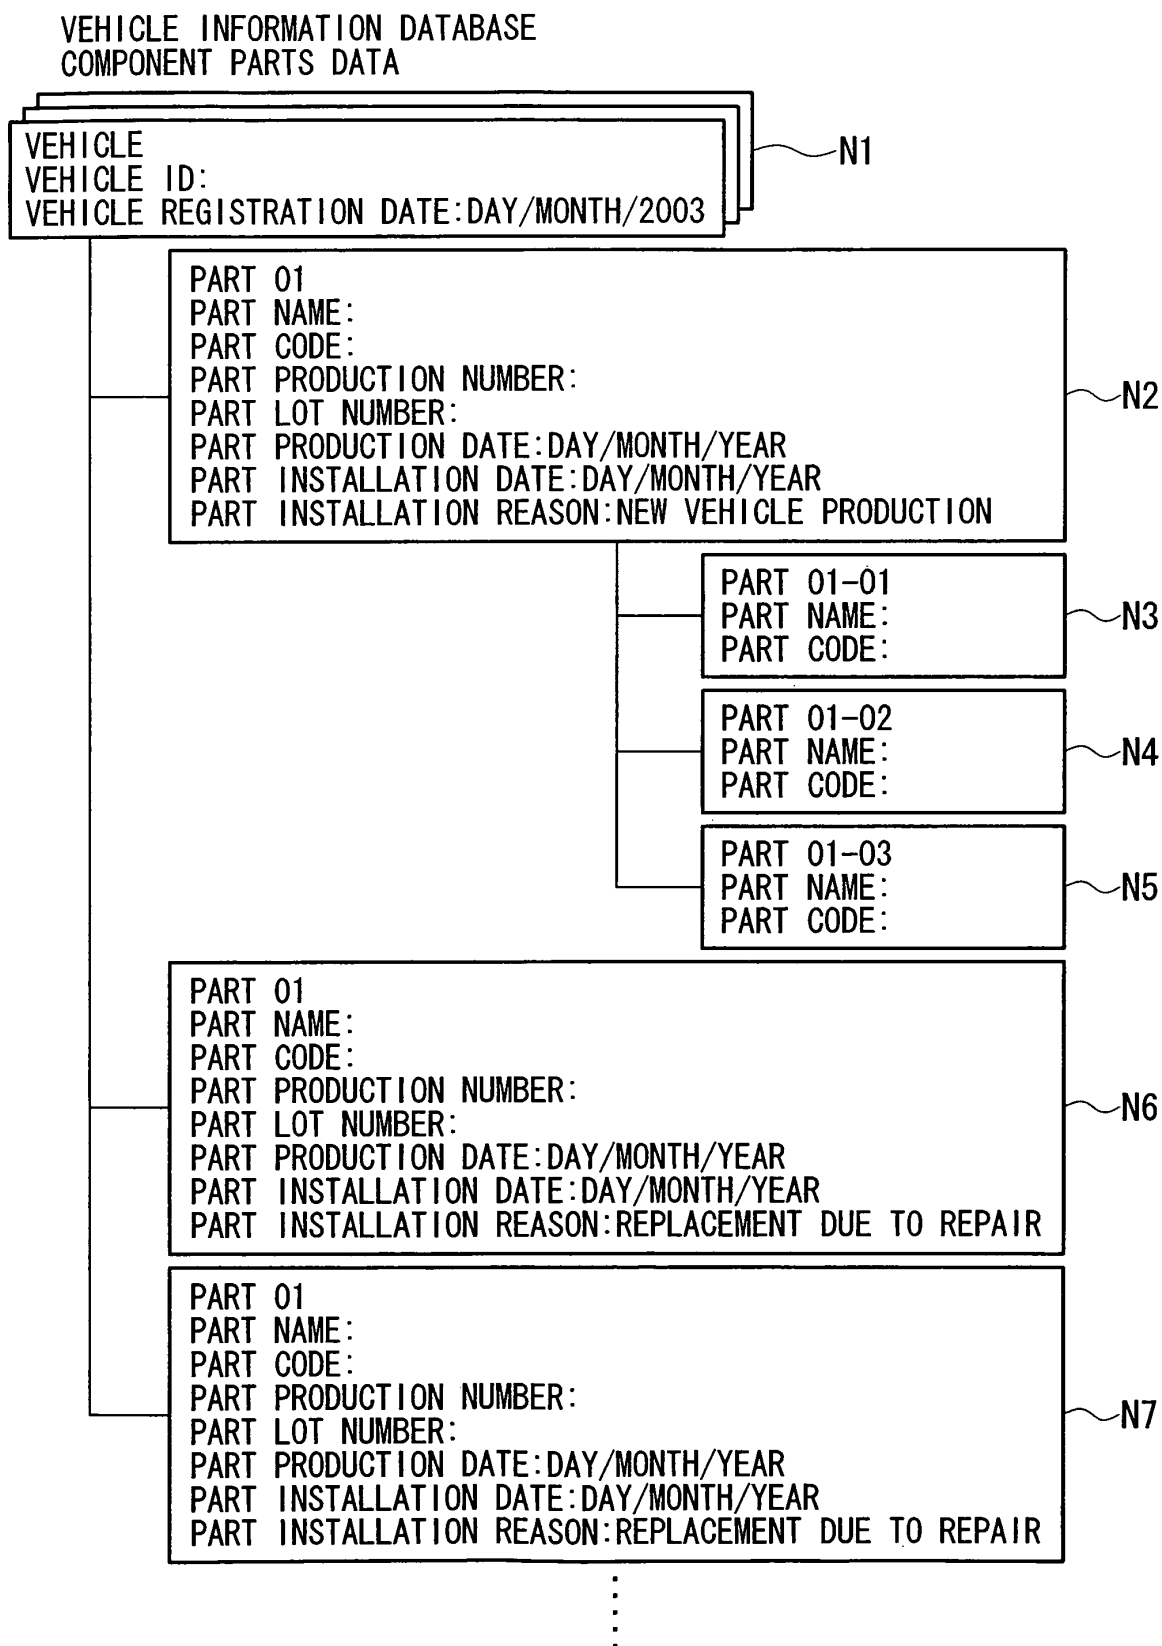 VEHICLE INFORMATION DATABASE
COMPONENT PARTS DATA
VEHICLE
VEHICLE ID:
VEHICLE REGISTRATION DATE:DAY/MONTH/2003
N1
PART 01
PART NAME:
PART CODE:
PART PRODUCTION NUMBER:
PART LOT NUMBER:
PART PRODUCTION DATE:DAY/MONTH/YEAR
PART INSTALLATION DATE:DAY/MONTH/YEAR
PART INSTALLATION REASON:NEW VEHICLE PRODUCTION
N2
PART 01-01
PART NAME:
PART CODE:
N3
PART 01-02
PART NAME:
PART CODE:
N4
PART 01-03
PART NAME:
PART CODE:
N5
PART 01
PART NAME:
PART CODE:
PART PRODUCTION NUMBER:
PART LOT NUMBER:
PART PRODUCTION DATE:DAY/MONTH/YEAR
PART INSTALLATION DATE:DAY/MONTH/YEAR
PART INSTALLATION REASON:REPLACEMENT DUE TO REPAIR
N6
PART 01
PART NAME:
PART CODE:
PART PRODUCTION NUMBER:
PART LOT NUMBER:
PART PRODUCTION DATE:DAY/MONTH/YEAR
PART INSTALLATION DATE:DAY/MONTH/YEAR
PART INSTALLATION REASON:REPLACEMENT DUE TO REPAIR
N7